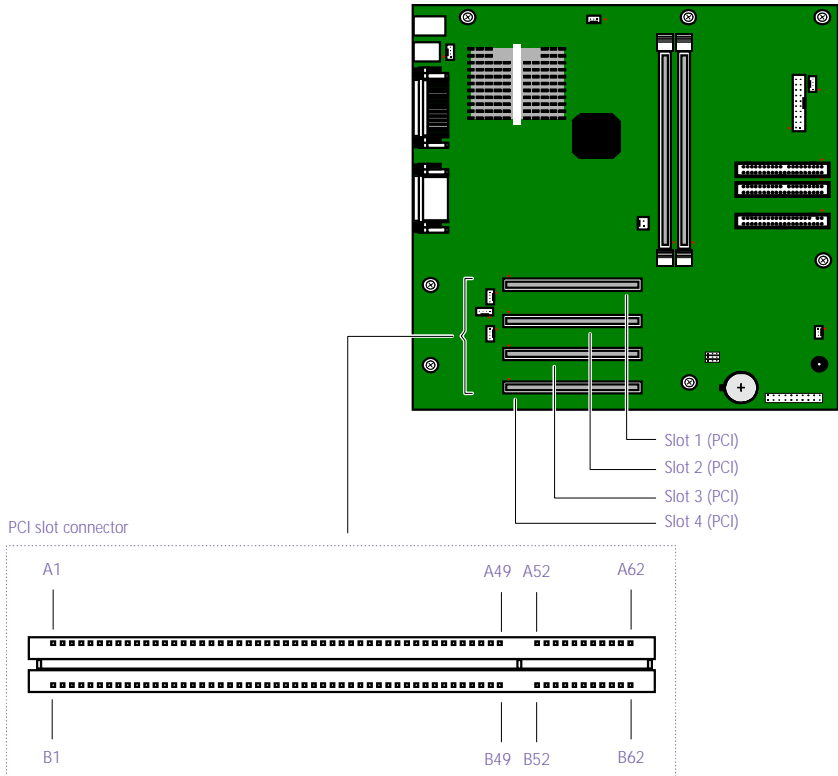 Slot 1 (PCI)
Slot 2 (PCI)
Slot 3 (PCI)
Slot 4 (PCI)
PCI slot connector
A1
A49
A52
A62
B1
B49
B52
B62